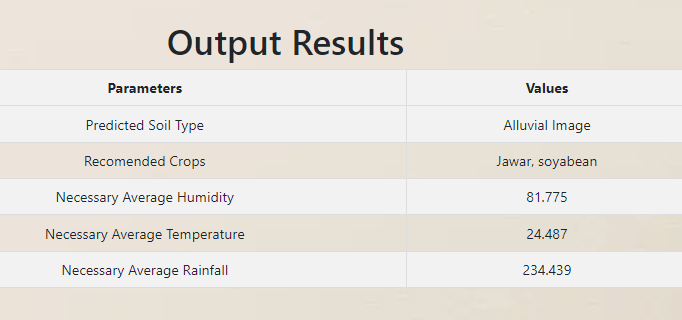 Output Results
Parameters Values
Predicted Soil Type Alluvial Image
Recomended Crops Jawar, soyabean
Necessary Average Humidity 81.775
Necessary Average Temperature 24.487
Necessary Average Rainfall 234.439